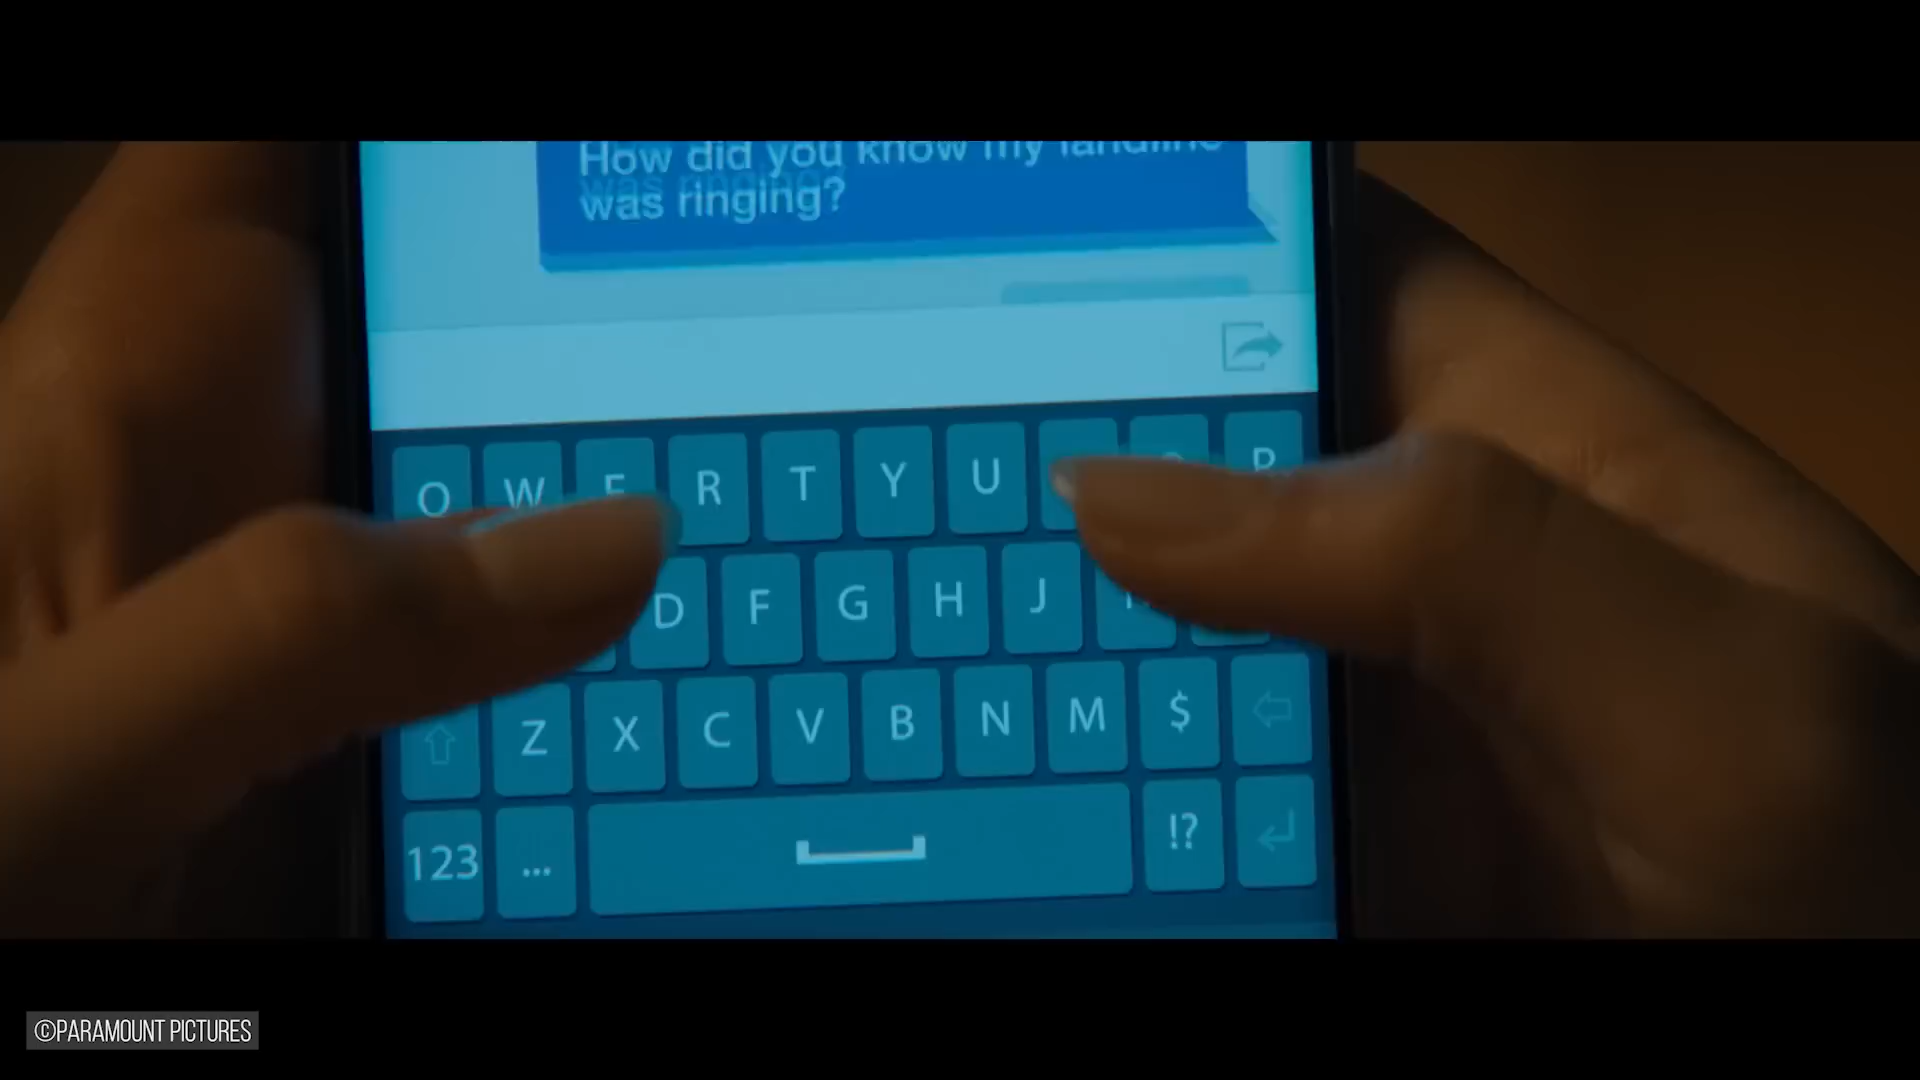 How did you know my landline
was ringing?
Q W E R T Y U P
D F G H J
Z X C V B N M $
123 ... !?
©PARAMOUNT PICTURES